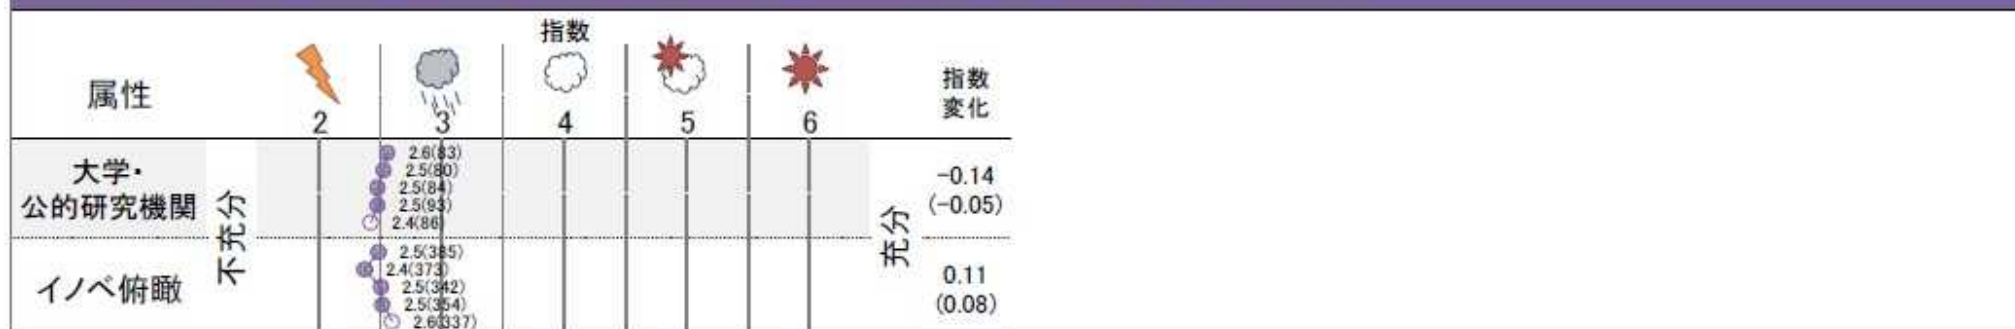 指数
属性
2 3 4 5 6
指数
変化
大学・
公的研究機関
不充分
2.6(83)
2.5(80)
2.5(84)
2.5(93)
2.4(86)
充分
-0.14
(-0.05)
イノベ俯瞰
2.5(385)
2.4(373)
2.5(342)
2.5(354)
2.6(337)
0.11
(0.08)